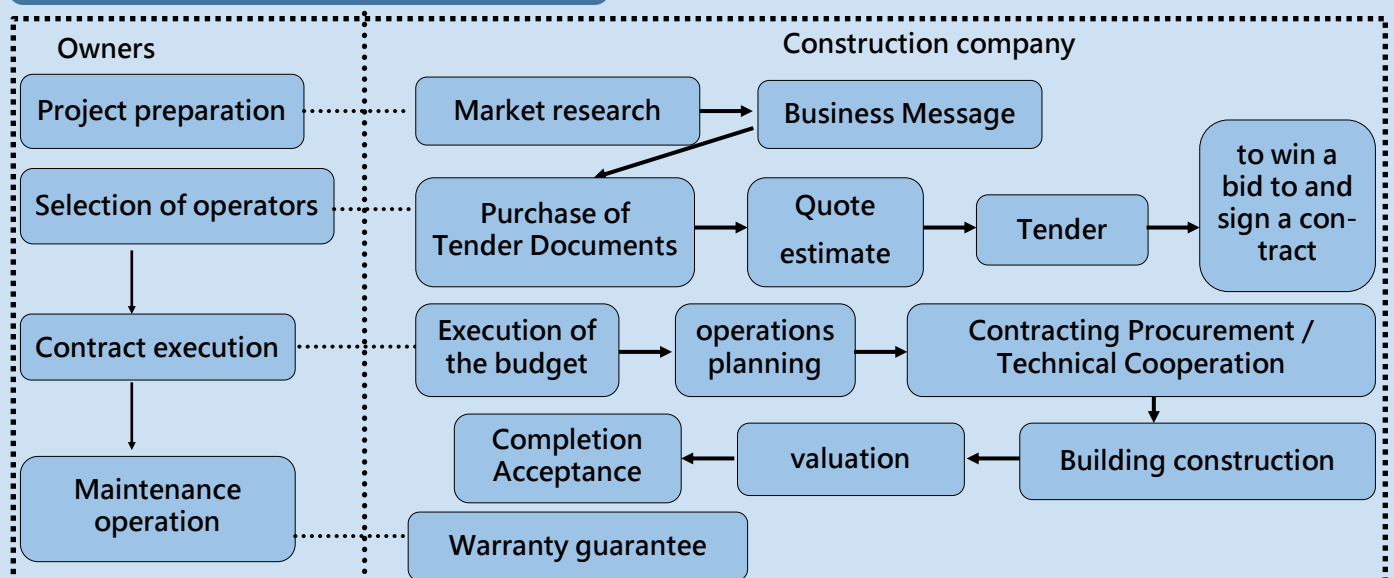 Owners
Construction company
Project preparation
Market research
Business Message
to win a
bid to and
sign a con-
tract
Selection of operators
Purchase of
Tender Documents
Quote
estimate
Tender
Contract execution
Execution of
the budget
operations
planning
Contracting Procurement /
Technical Cooperation
Completion
Acceptance
valuation
Building construction
Maintenance
operation
Warranty guarantee